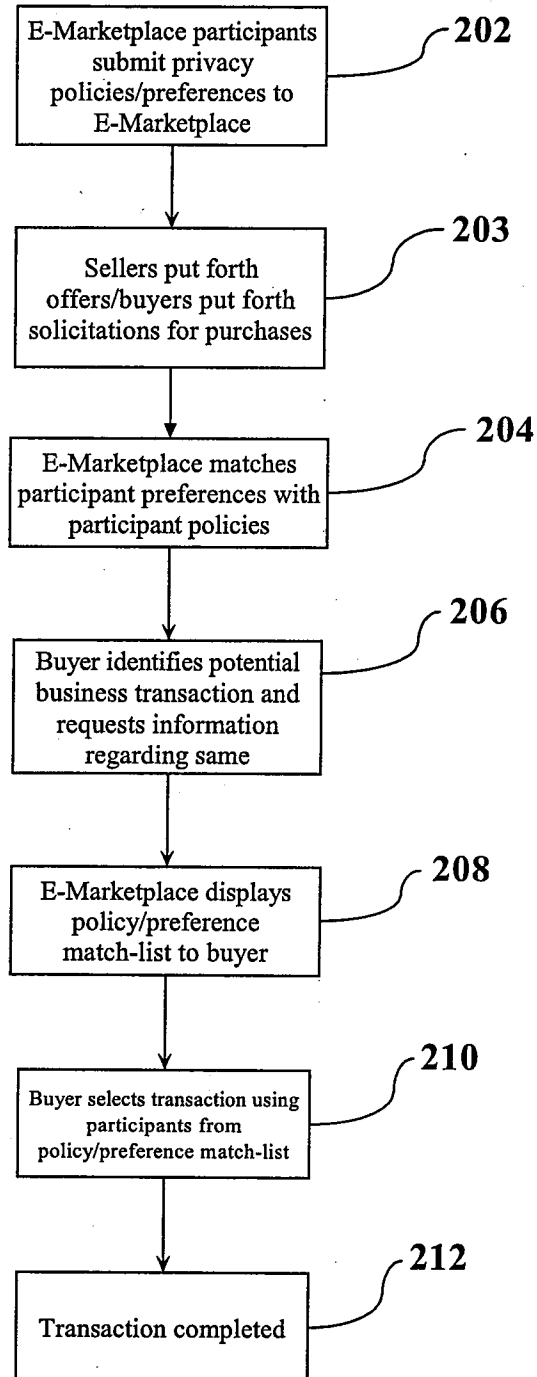 E-Marketplace participants
submit privacy
policies/preferences to
E-Marketplace
202
Sellers put forth
offers/buyers put forth
solicitations for purchases
203
E-Marketplace matches
participant preferences with
participant policies
204
Buyer identifies potential
business transaction and
requests information
regarding same
206
E-Marketplace displays
policy/preference
match-list to buyer
208
Buyer selects transaction using
participants from
policy/preference match-list
210
Transaction completed
212